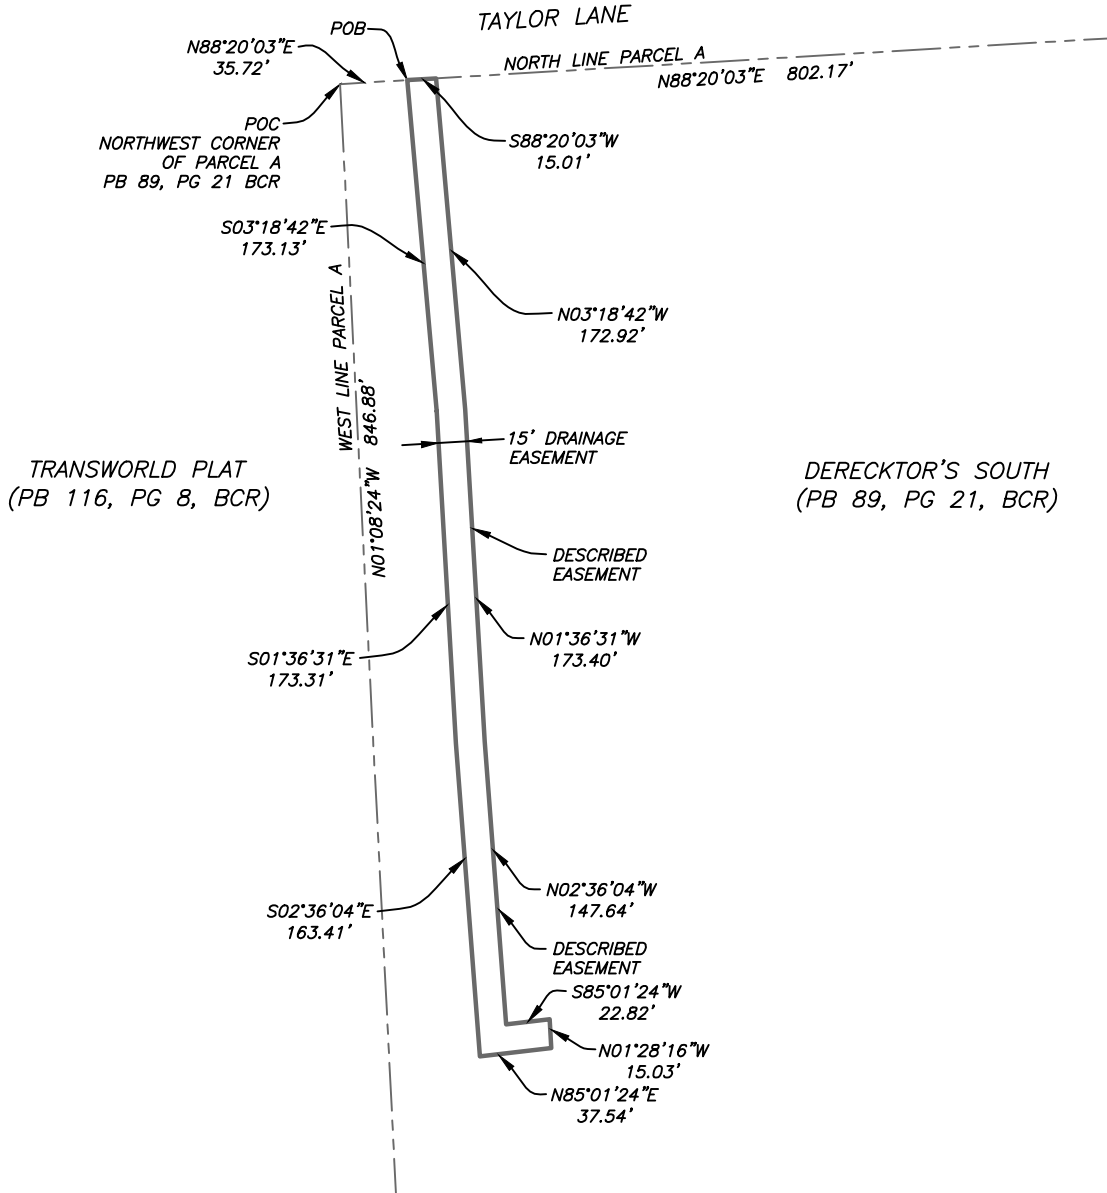 TAYLOR LANE
POB
N88°20'03"E
35.72'
NORTH LINE PARCEL A
N88°20'03"E 802.17'
POC
NORTHWEST CORNER
OF PARCEL A
PB 89, PG 21 BCR
S88°20'03"W
15.01'
S03°18'42"E
173.13'
N03°18'42"W
172.92'
WEST LINE PARCEL A
N01°08'24"W 846.88'
15' DRAINAGE
EASEMENT
TRANSWORLD PLAT
(PB 116, PG 8, BCR)
DERECKTOR'S SOUTH
(PB 89, PG 21, BCR)
DESCRIBED
EASEMENT
S01°36'31"E
173.31'
N01°36'31"W
173.40'
S02°36'04"E
163.41'
N02°36'04"W
147.64'
DESCRIBED
EASEMENT
S85°01'24"W
22.82'
N01°28'16"W
15.03'
N85°01'24"E
37.54'